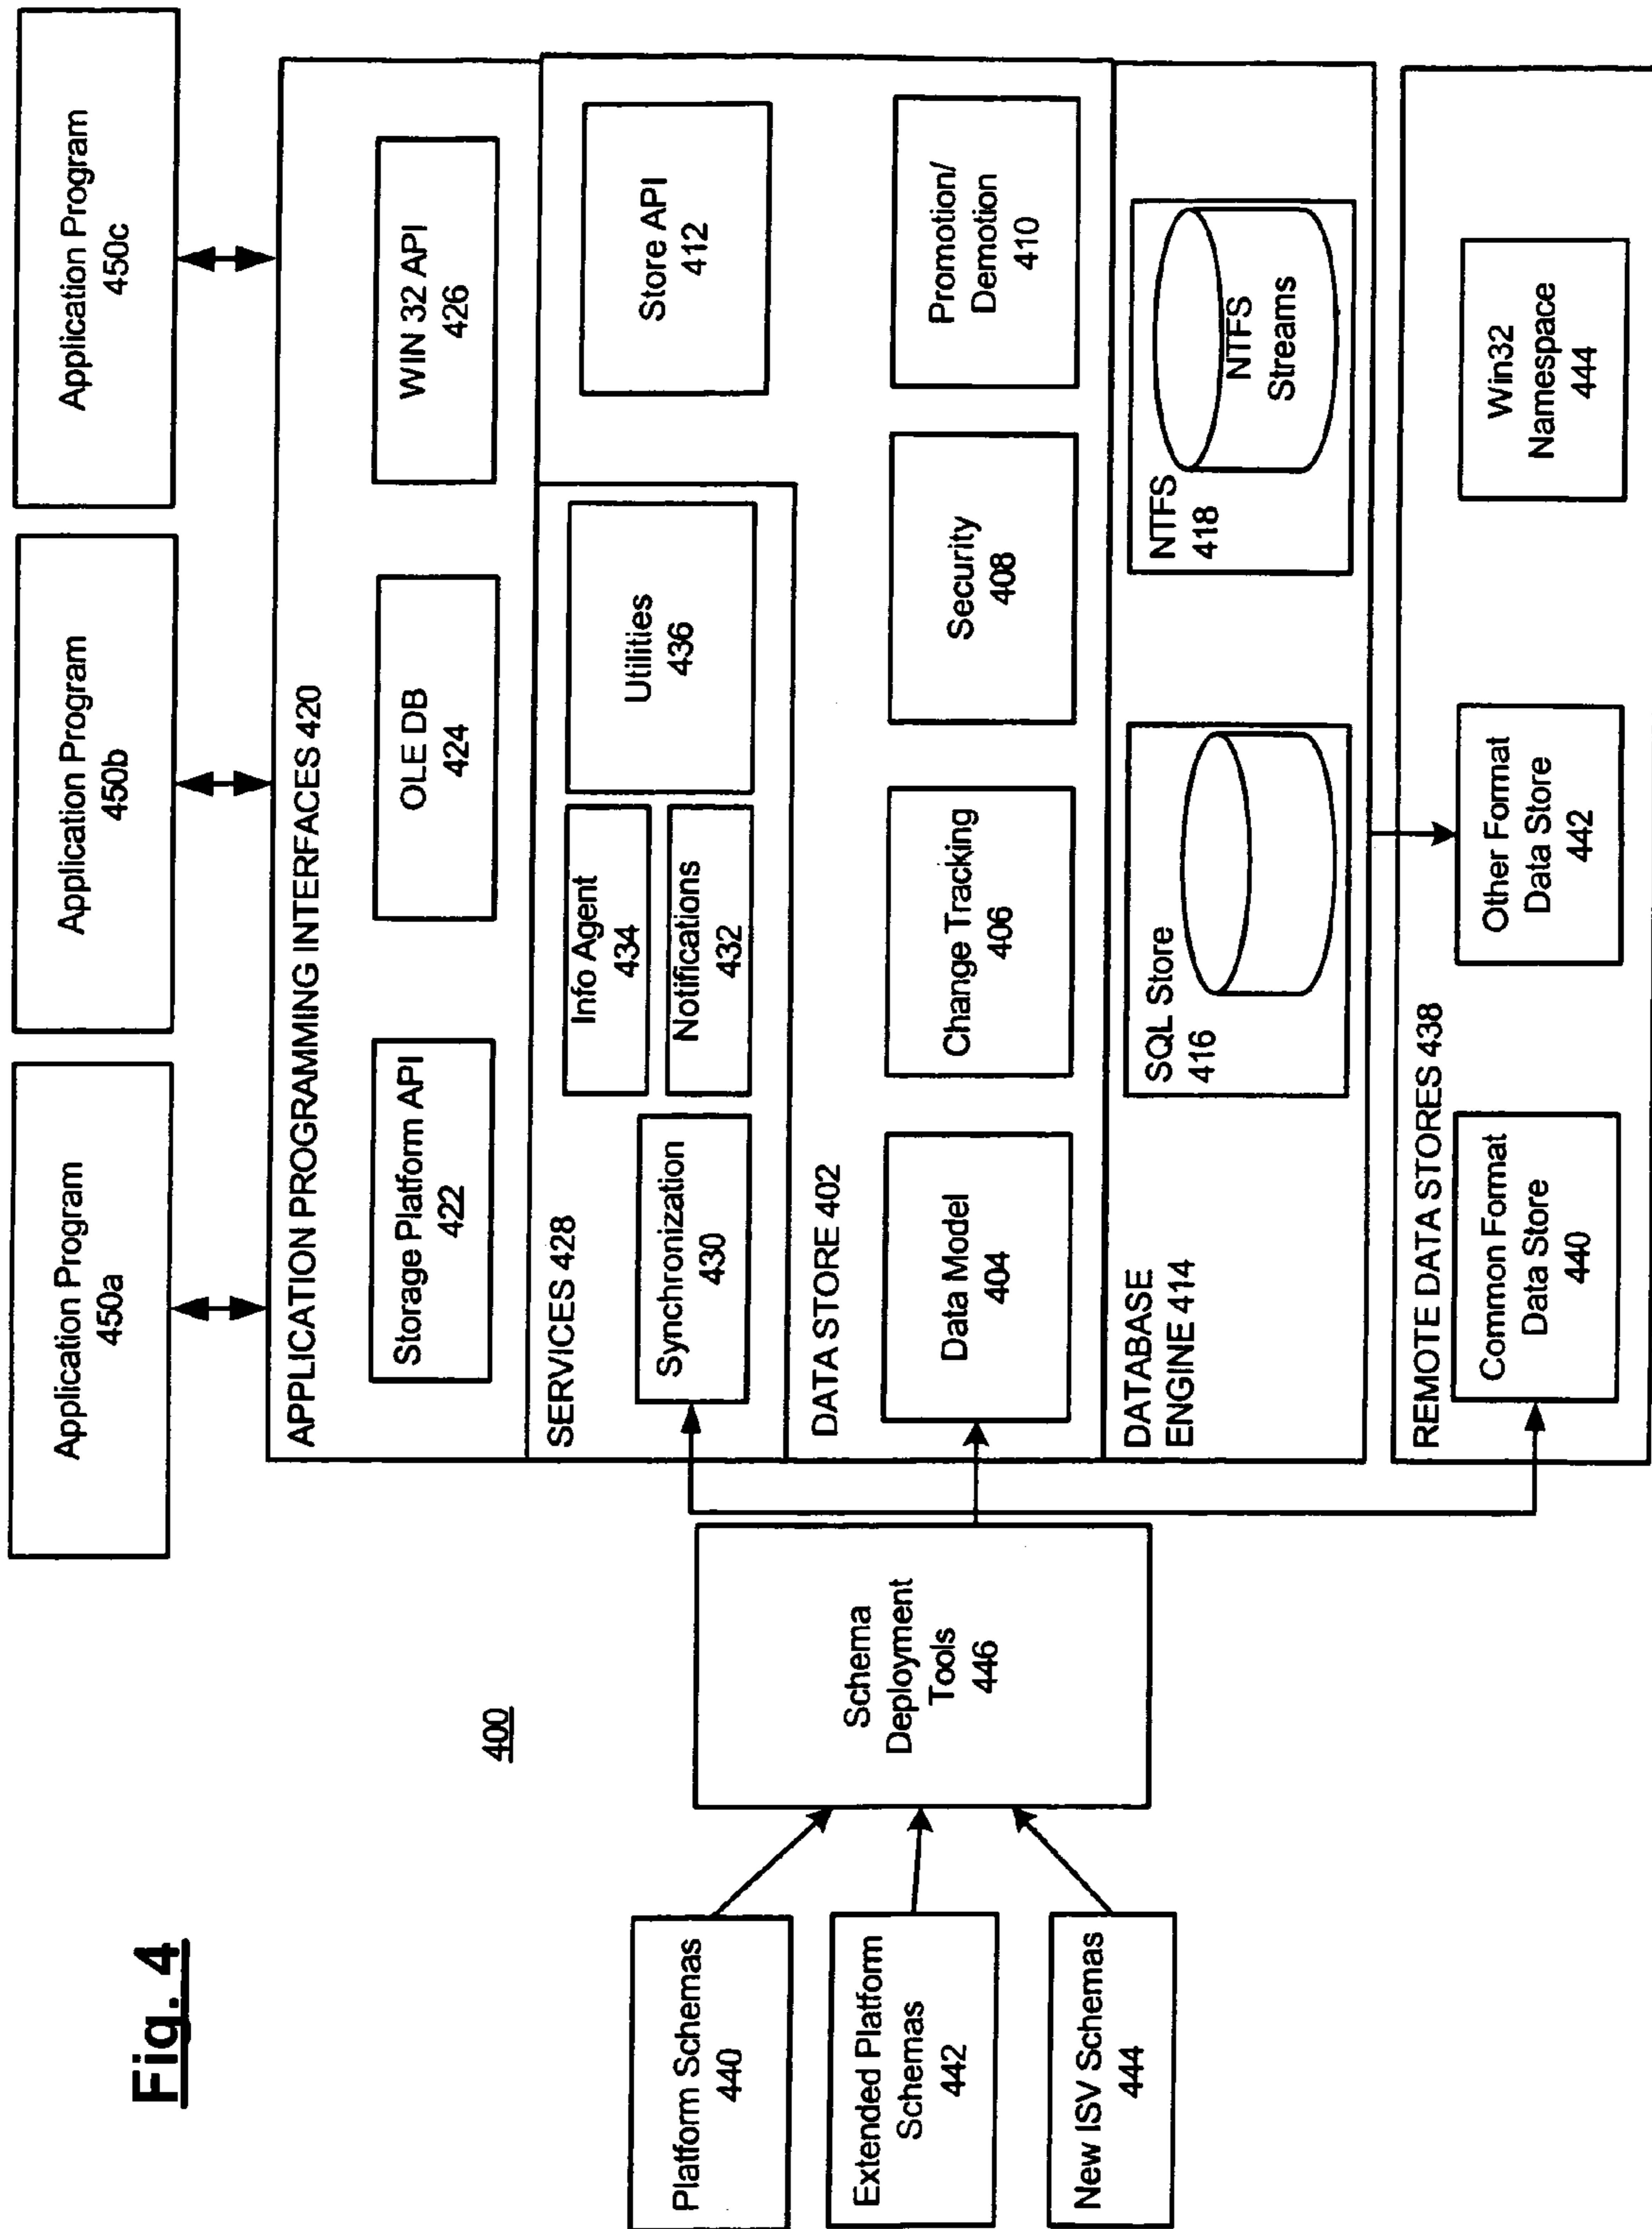 Application Program
450a
Application Program
450b
Application Program
450c
APPLICATION PROGRAMMING INTERFACES 420
Storage Platform API
422
OLE DB
424
WIN 32 API
426
SERVICES 428
Synchronization
430
Info Agent
434
Notifications
432
Utilities
436
Store API
412
DATA STORE 402
Data Model
404
Change Tracking
406
Security
408
Promotion/
Demotion
410
DATABASE
ENGINE 414
SQL Store
416
NTFS
418
NTFS
Streams
REMOTE DATA STORES 438
Common Format
Data Store
440
Other Format
Data Store
442
Win32
Namespace
444
400
Schema
Deployment
Tools
446
Platform Schemas
440
Extended Platform
Schemas
442
New ISV Schemas
444
Fig. 4